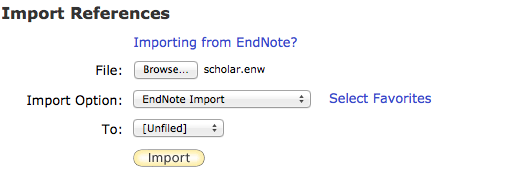 Import References
Importing from EndNote?
File: Browse... scholar.enw
Import Option: EndNote Import Select Favorites
To: [Unfiled]
Import